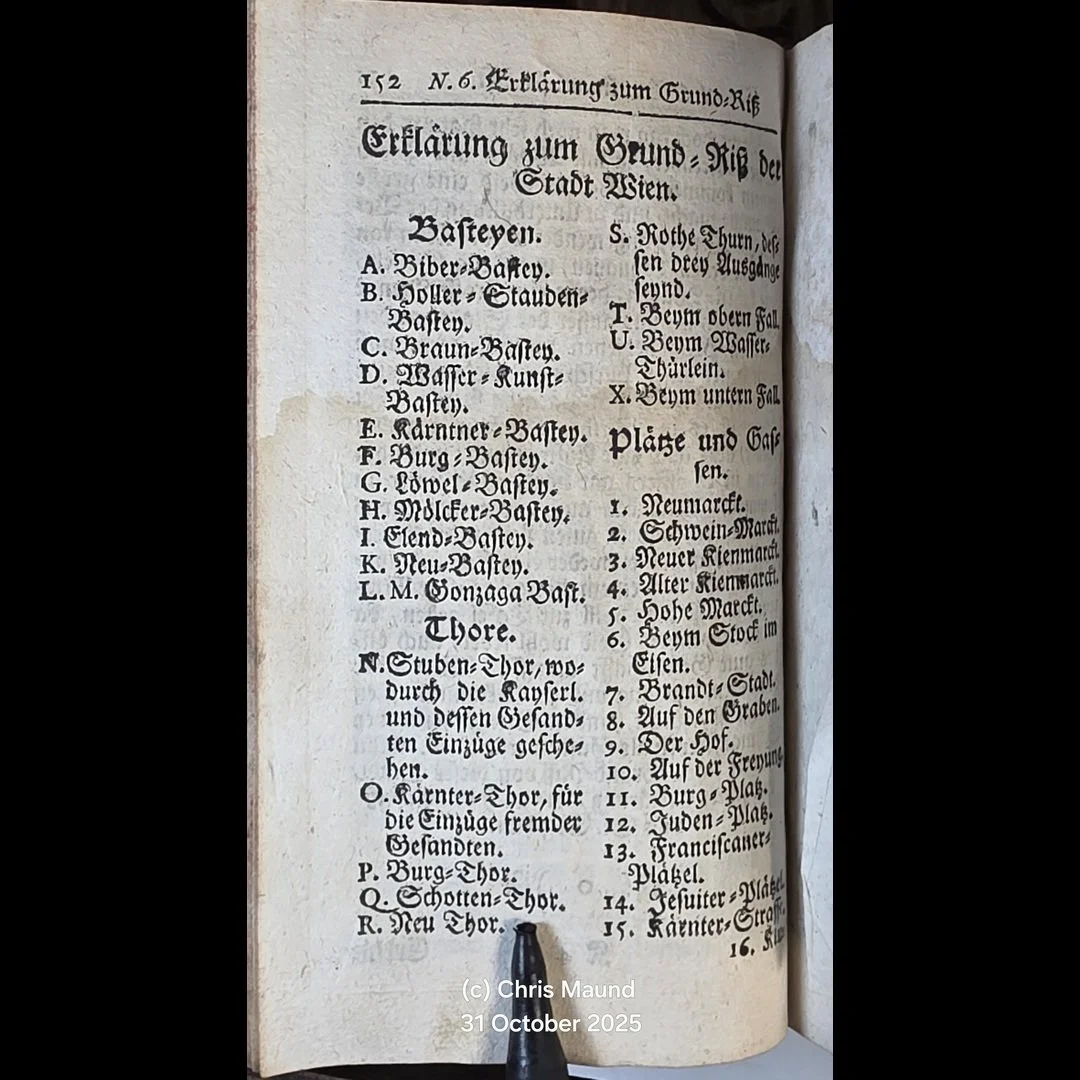 152 N. 6. Erklärung zum Grund-Riß
Erklärung zum Grund-Riß der
Stadt Wien.
Basteyen.
A. Biber-Bastey.
B. Holler-Stauden-
Bastey.
C. Braun-Bastey.
D. Wasser-Kunst-
Bastey.
E. Kärntner-Bastey.
F. Burg-Bastey.
G. Löwel-Bastey.
H. Mölcker-Bastey.
I. Elend-Bastey.
K. Neu-Bastey.
L. M. Gonzaga Bast.
Thore.
N. Stuben-Thor, wo-
durch die Kayserl.
und dessen Gesand-
ten Einzüge gesche-
hen.
O. Kärnter-Thor, für
die Einzüge fremder
Gesandten.
P. Burg-Thor.
Q. Schotten-Thor.
R. Neu Thor.
S. Rothe Thurn, des-
sen drey Ausgänge
seynd.
T. Beym obern Fall.
U. Beym Wasser-
Thürlein.
X. Beym untern Fall.
Plätze und Gas-
sen.
1. Neumarckt.
2. Schwein-Marckt.
3. Neuer Kienmarckt.
4. Alter Kienmarckt.
5. Hohe Marckt.
6. Beym Stock im
Eisen.
7. Brandt-Stadt.
8. Auf den Graben.
9. Der Hof.
10. Auf der Freyung.
11. Burg-Platz.
12. Juden-Platz.
13. Franciscaner-
Plätzel.
14. Jesuiter-Plätzel.
15. Kärnter-Strasse.
16.
(c) Chris Maund
31 October 2025